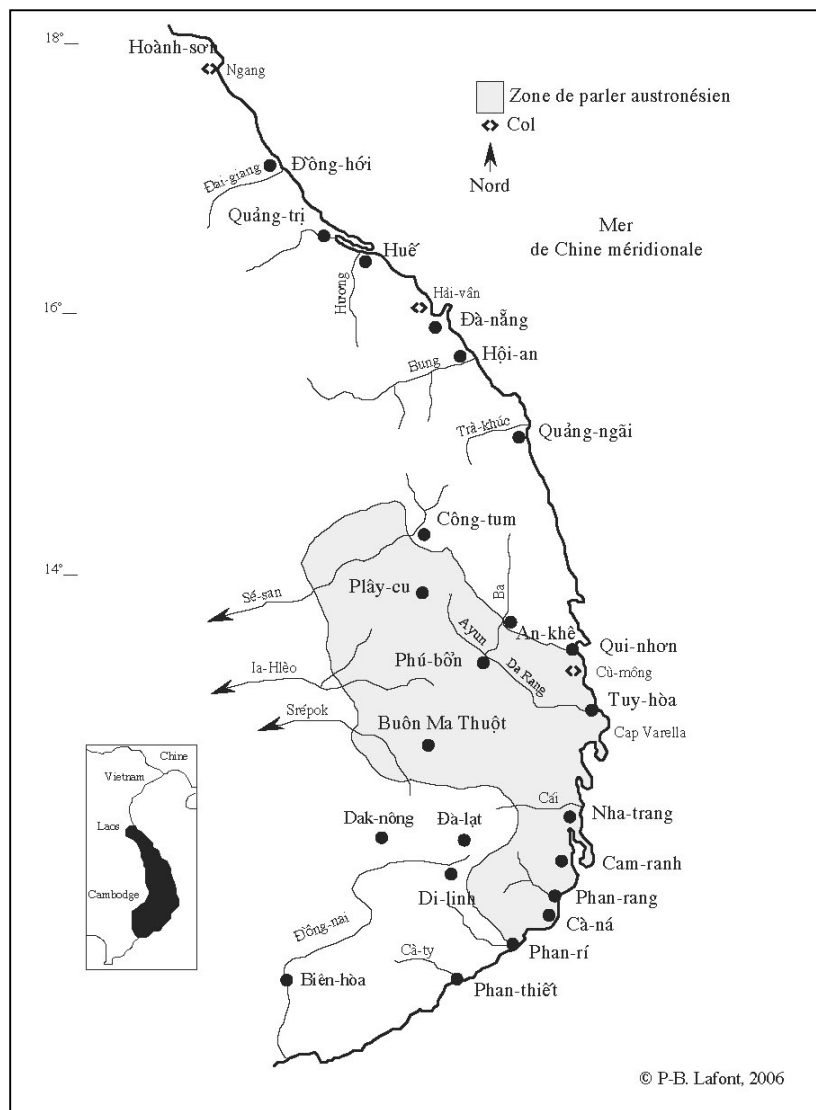 18°
Hoành-sơn
Ngang
Zone de parler austronésien
Col
Nord
Đồng-hới
Đai-giang
Quảng-trị
Mer
de Chine méridionale
Huế
Hương
Hải-vân
16°
Đà-nẵng
Hội-an
Bung
Trà-khúc
Quảng-ngãi
Công-tum
14°
Plây-cu
Sé-san
Ba
An-khê
Ayun
Qui-nhơn
Phú-bổn
Da Rang
Cù-mông
Ia-Hlèo
Tuy-hòa
Srépok
Buôn Ma Thuột
Cap Varella
Chine
Vietnam
Laos
Cambodge
Cái
Nha-trang
Dak-nông
Đà-lạt
Cam-ranh
Di-linh
Phan-rang
Cà-ná
Đồng-nai
Phan-rí
Cà-ty
Biên-hòa
Phan-thiết
© P-B. Lafont, 2006